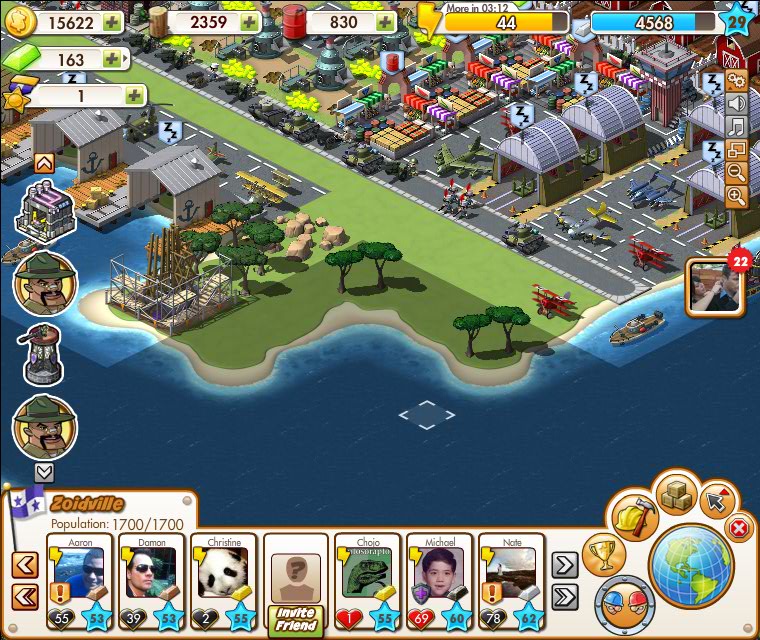 More in 03:12
15622 2359 830 44 4568 29
163
1
Z Z
Z Z
Z Z
Z Z
Z Z
Z Z
Z Z
22
Zoidville
Population: 1700/1700
Aaron Damon Christine Chojo Michael Nate
?
Invite
Friend
55 53 39 53 2 55 1 55 69 60 78 62